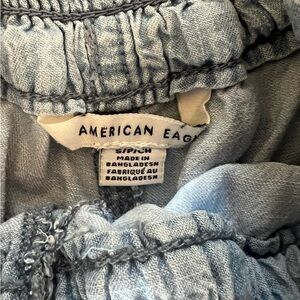 AMERICAN EAG
S/P/CH
MADE IN
BANGLADESH
FABRIQUÉ AU
BANGLADESH